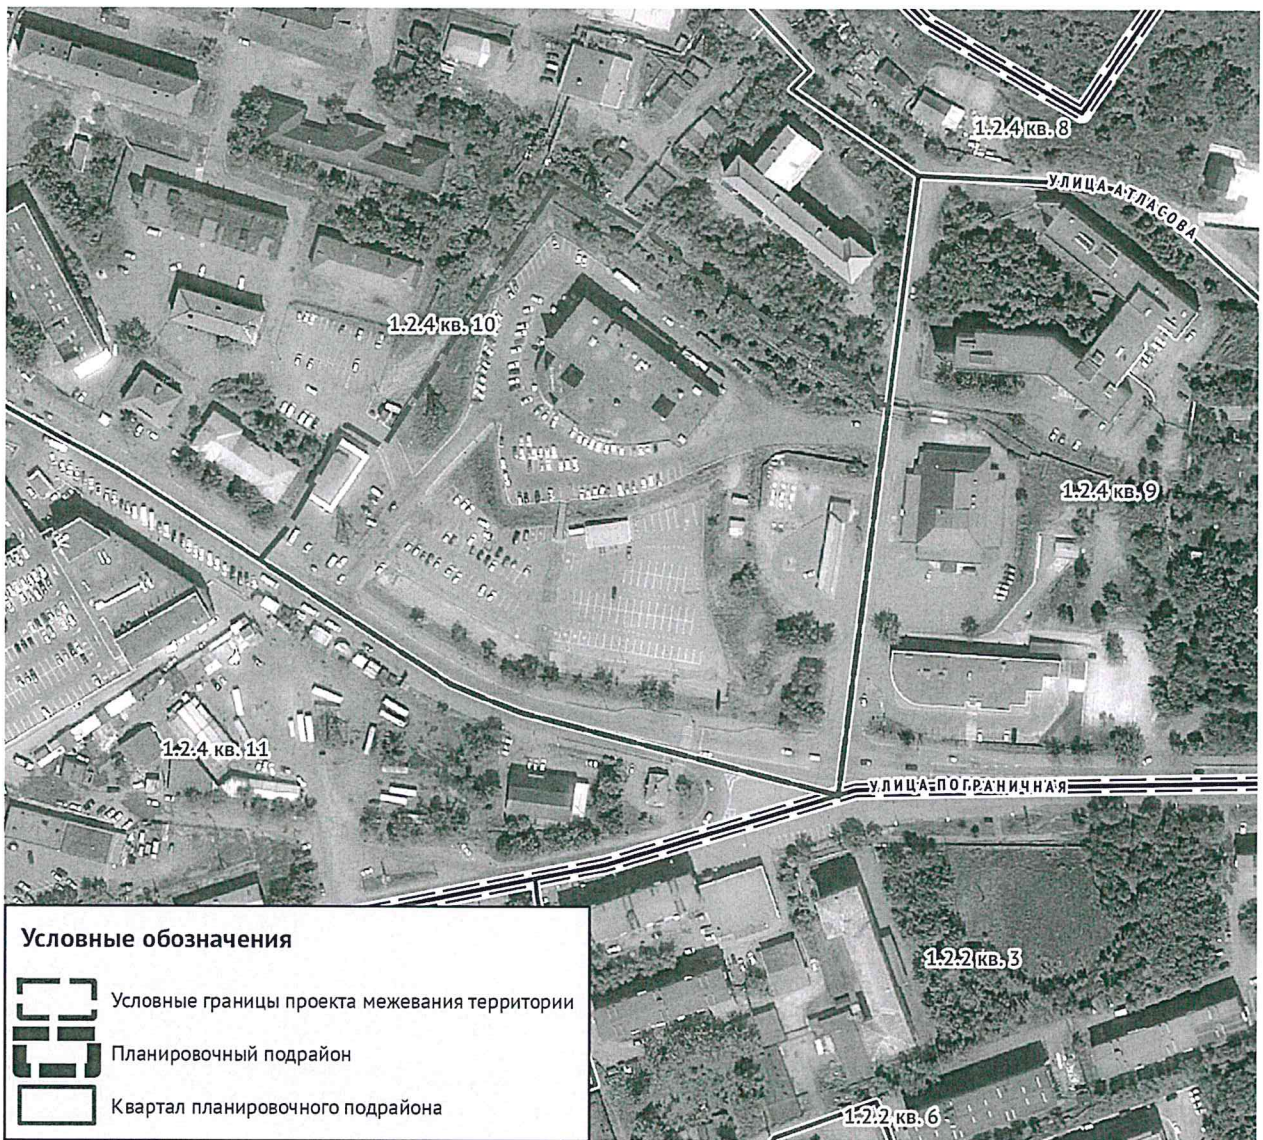 1.2.4 кв. 8
УЛИЦА АТЛАСОВА
1.2.4 кв. 10
1.2.4 кв. 9
1.2.4 кв. 11
УЛИЦА ПОГРАНИЧНАЯ
1.2.2 кв. 3
1.2.2 кв. 6
Условные обозначения
Условные границы проекта межевания территории
Планировочный подрайон
Квартал планировочного подрайона